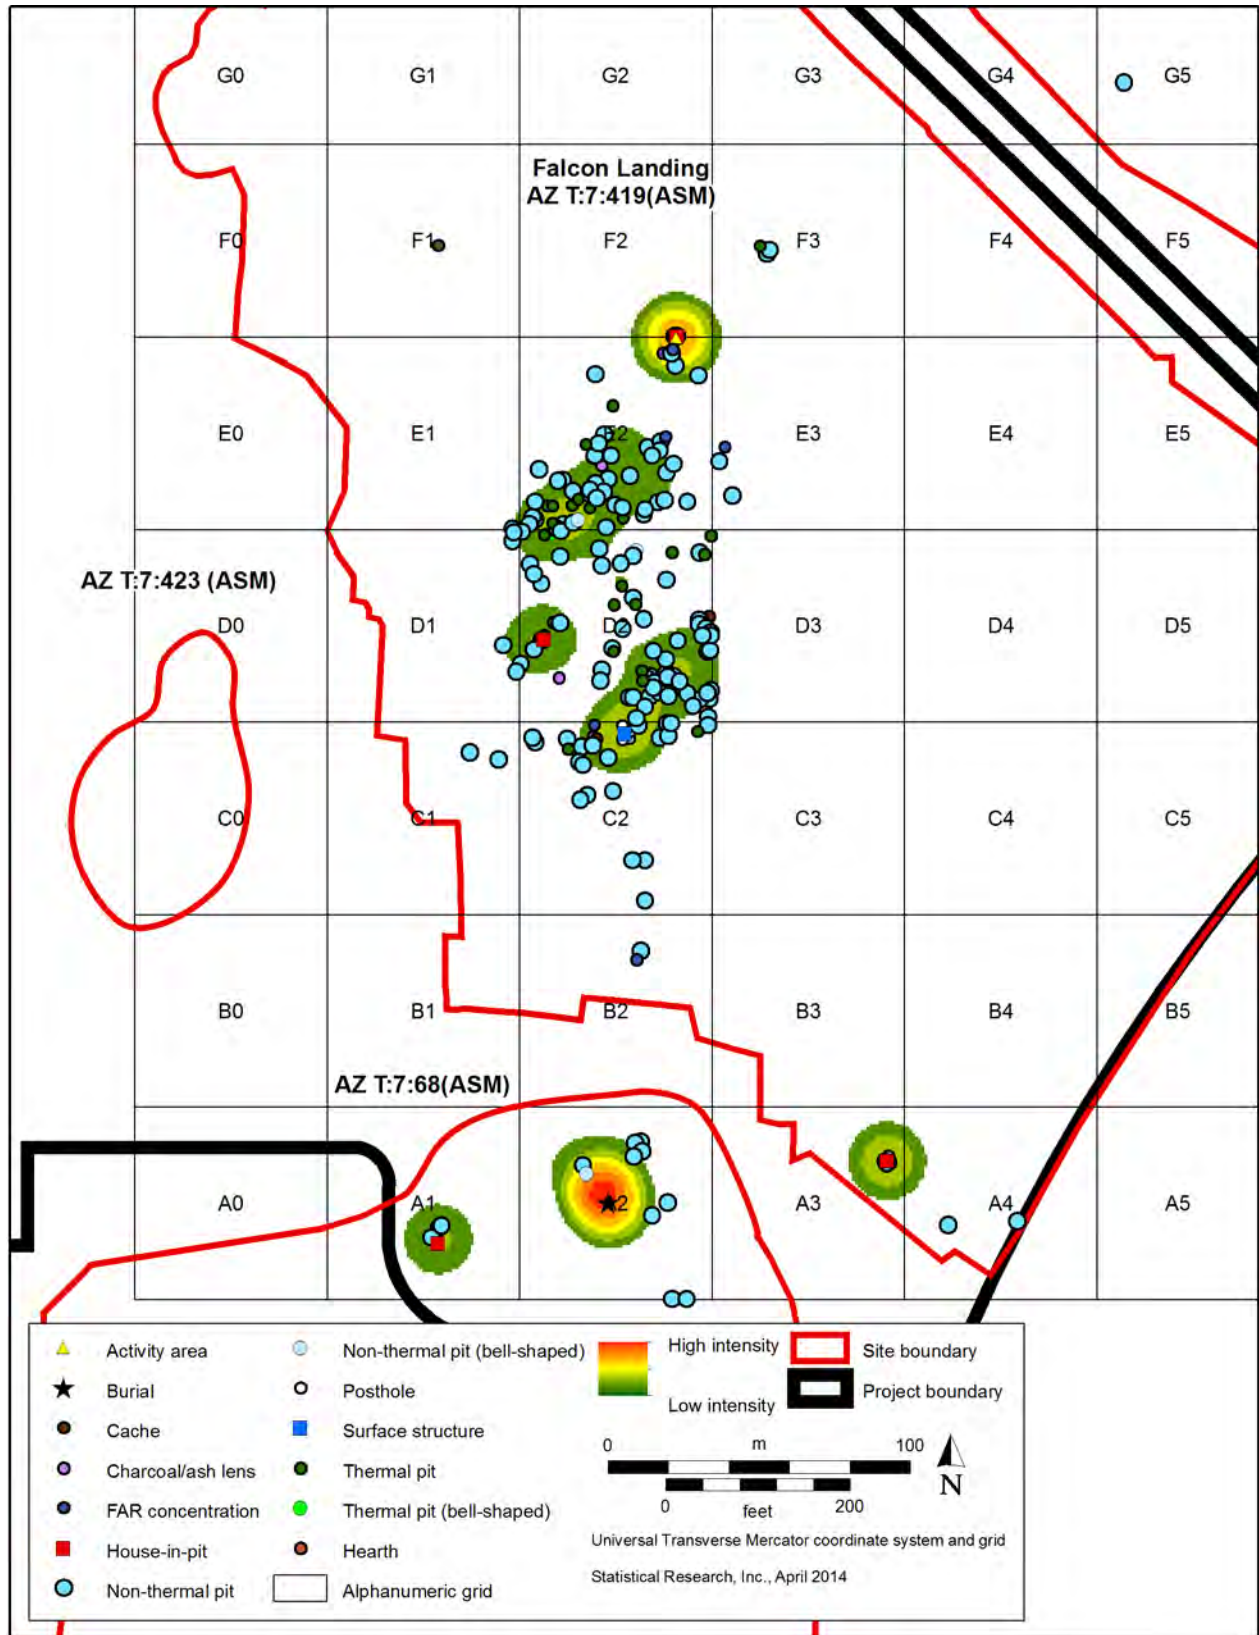 G0 G1 G2 G3 G4 G5
Falcon Landing
AZ T:7:419(ASM)
F0 F1 F2 F3 F4 F5
E0 E1 E2 E3 E4 E5
AZ T:7:423 (ASM)
D0 D1 D2 D3 D4 D5
C0 C1 C2 C3 C4 C5
B0 B1 B2 B3 B4 B5
AZ T:7:68(ASM)
A0 A1 A2 A3 A4 A5
Activity area
Burial
Cache
Charcoal/ash lens
FAR concentration
House-in-pit
Non-thermal pit
Non-thermal pit (bell-shaped)
Posthole
Surface structure
Thermal pit
Thermal pit (bell-shaped)
Hearth
Alphanumeric grid
High intensity
Low intensity
Site boundary
Project boundary
0 m 100
N
0 feet 200
Universal Transverse Mercator coordinate system and grid
Statistical Research, Inc., April 2014